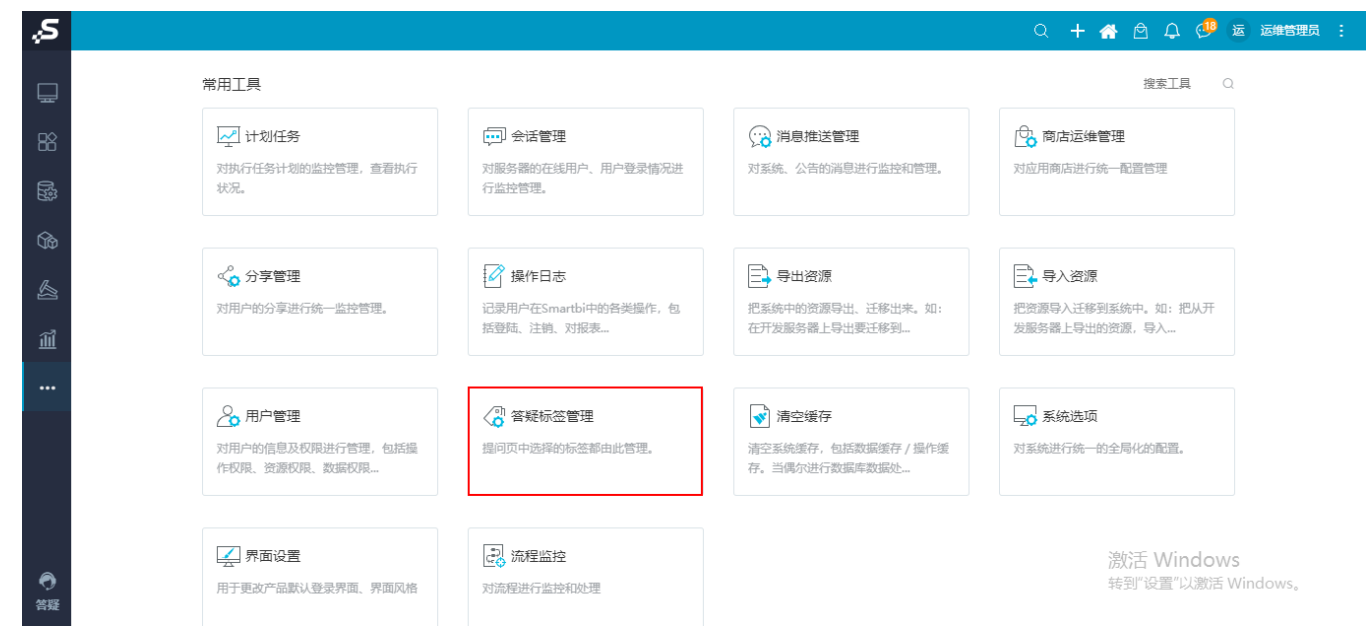 S
18
运 运维管理员
常用工具
搜索工具
计划任务
对执行任务计划的监控管理，查看执行
状况。
会话管理
对服务器的在线用户、用户登录情况进
行监控管理。
消息推送管理
对系统、公告的消息进行监控和管理。
商店运维管理
对应用商店进行统一配置管理
分享管理
对用户的分享进行统一监控管理。
操作日志
记录用户在Smartbi中的各类操作，包
括登陆、注销、对报表...
导出资源
把系统中的资源导出、迁移出来。如：
在开发服务器上导出要迁移到...
导入资源
把资源导入迁移到系统中。如：把从开
发服务器上导出的资源，导入...
用户管理
对用户的信息及权限进行管理，包括操
作权限、资源权限、数据权限...
答疑标签管理
提问页中选择的标签都由此管理。
清空缓存
清空系统缓存，包括数据缓存 / 操作缓
存。当偶尔进行数据库数据处...
系统选项
对系统进行统一的全局化的配置。
界面设置
用于更改产品默认登录界面、界面风格
流程监控
对流程进行监控和处理
激活 Windows
转到“设置”以激活 Windows。
答疑